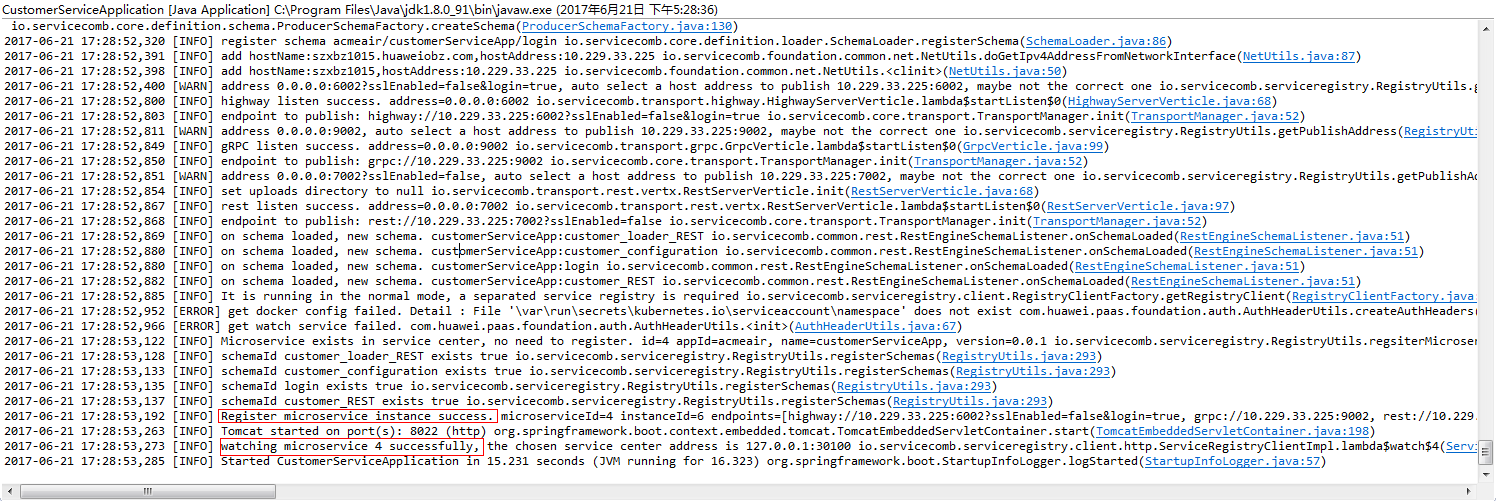 CustomerServiceApplication [Java Application] C:\Program Files\Java\jdk1.8.0_91\bin\javaw.exe (2017年6月21日 下午5:28:36)
io.servicecomb.core.definition.schema.ProducerSchemaFactory.createSchema(ProducerSchemaFactory.java:130)
2017-06-21 17:28:52,320 [INFO] register schema acmeair/customerServiceApp/login io.servicecomb.core.definition.loader.SchemaLoader.registerSchema(SchemaLoader.java:86)
2017-06-21 17:28:52,391 [INFO] add hostName:szxbz1015.huaweiobz.com,hostAddress:10.229.33.225 io.servicecomb.foundation.common.net.NetUtils.doGetIpv4AddressFromNetworkInterface(NetUtils.java:87)
2017-06-21 17:28:52,398 [INFO] add hostName:szxbz1015,hostAddress:10.229.33.225 io.servicecomb.foundation.common.net.NetUtils.<clinit>(NetUtils.java:50)
2017-06-21 17:28:52,400 [WARN] address 0.0.0.0:6002?sslEnabled=false&login=true, auto select a host address to publish 10.229.33.225:6002, maybe not the correct one io.servicecomb.serviceregistry.RegistryUtils.g
2017-06-21 17:28:52,800 [INFO] highway listen success. address=0.0.0.0:6002 io.servicecomb.transport.highway.HighwayServerVerticle.lambda$startListen$0(HighwayServerVerticle.java:68)
2017-06-21 17:28:52,803 [INFO] endpoint to publish: highway://10.229.33.225:6002?sslEnabled=false&login=true io.servicecomb.core.transport.TransportManager.init(TransportManager.java:52)
2017-06-21 17:28:52,811 [WARN] address 0.0.0.0:9002, auto select a host address to publish 10.229.33.225:9002, maybe not the correct one io.servicecomb.serviceregistry.RegistryUtils.getPublishAddress(RegistryUti
2017-06-21 17:28:52,849 [INFO] gRPC listen success. address=0.0.0.0:9002 io.servicecomb.transport.grpc.GrpcVerticle.lambda$startListen$0(GrpcVerticle.java:99)
2017-06-21 17:28:52,850 [INFO] endpoint to publish: grpc://10.229.33.225:9002 io.servicecomb.core.transport.TransportManager.init(TransportManager.java:52)
2017-06-21 17:28:52,851 [WARN] address 0.0.0.0:7002?sslEnabled=false, auto select a host address to publish 10.229.33.225:7002, maybe not the correct one io.servicecomb.serviceregistry.RegistryUtils.getPublishAd
2017-06-21 17:28:52,854 [INFO] set uploads directory to null io.servicecomb.transport.rest.vertx.RestServerVerticle.init(RestServerVerticle.java:68)
2017-06-21 17:28:52,867 [INFO] rest listen success. address=0.0.0.0:7002 io.servicecomb.transport.rest.vertx.RestServerVerticle.lambda$startListen$0(RestServerVerticle.java:97)
2017-06-21 17:28:52,868 [INFO] endpoint to publish: rest://10.229.33.225:7002?sslEnabled=false io.servicecomb.core.transport.TransportManager.init(TransportManager.java:52)
2017-06-21 17:28:52,869 [INFO] on schema loaded, new schema. customerServiceApp:customer_loader_REST io.servicecomb.common.rest.RestEngineSchemaListener.onSchemaLoaded(RestEngineSchemaListener.java:51)
2017-06-21 17:28:52,880 [INFO] on schema loaded, new schema. customerServiceApp:customer_configuration io.servicecomb.common.rest.RestEngineSchemaListener.onSchemaLoaded(RestEngineSchemaListener.java:51)
2017-06-21 17:28:52,880 [INFO] on schema loaded, new schema. customerServiceApp:login io.servicecomb.common.rest.RestEngineSchemaListener.onSchemaLoaded(RestEngineSchemaListener.java:51)
2017-06-21 17:28:52,882 [INFO] on schema loaded, new schema. customerServiceApp:customer_REST io.servicecomb.common.rest.RestEngineSchemaListener.onSchemaLoaded(RestEngineSchemaListener.java:51)
2017-06-21 17:28:52,885 [INFO] It is running in the normal mode, a separated service registry is required io.servicecomb.serviceregistry.client.RegistryClientFactory.getRegistryClient(RegistryClientFactory.java
2017-06-21 17:28:52,952 [ERROR] get docker config failed. Detail : File '\var\run\secrets\kubernetes.io\serviceaccount\namespace' does not exist com.huawei.paas.foundation.auth.AuthHeaderUtils.createAuthHeaders(
2017-06-21 17:28:52,966 [ERROR] get watch service failed. com.huawei.paas.foundation.auth.AuthHeaderUtils.<init>(AuthHeaderUtils.java:67)
2017-06-21 17:28:53,122 [INFO] Microservice exists in service center, no need to register. id=4 appId=acmeair, name=customerServiceApp, version=0.0.1 io.servicecomb.serviceregistry.RegistryUtils.regsiterMicroser
2017-06-21 17:28:53,128 [INFO] schemaId customer_loader_REST exists true io.servicecomb.serviceregistry.RegistryUtils.registerSchemas(RegistryUtils.java:293)
2017-06-21 17:28:53,133 [INFO] schemaId customer_configuration exists true io.servicecomb.serviceregistry.RegistryUtils.registerSchemas(RegistryUtils.java:293)
2017-06-21 17:28:53,135 [INFO] schemaId login exists true io.servicecomb.serviceregistry.RegistryUtils.registerSchemas(RegistryUtils.java:293)
2017-06-21 17:28:53,137 [INFO] schemaId customer_REST exists true io.servicecomb.serviceregistry.RegistryUtils.registerSchemas(RegistryUtils.java:293)
2017-06-21 17:28:53,192 [INFO] Register microservice instance success. microserviceId=4 instanceId=6 endpoints=[highway://10.229.33.225:6002?sslEnabled=false&login=true, grpc://10.229.33.225:9002, rest://10.229
2017-06-21 17:28:53,263 [INFO] Tomcat started on port(s): 8022 (http) org.springframework.boot.context.embedded.tomcat.TomcatEmbeddedServletContainer.start(TomcatEmbeddedServletContainer.java:198)
2017-06-21 17:28:53,273 [INFO] watching microservice 4 successfully, the chosen service center address is 127.0.0.1:30100 io.servicecomb.serviceregistry.client.http.ServiceRegistryClientImpl.lambda$watch$4(Servi
2017-06-21 17:28:53,285 [INFO] Started CustomerServiceApplication in 15.231 seconds (JVM running for 16.323) org.springframework.boot.StartupInfoLogger.logStarted(StartupInfoLogger.java:57)